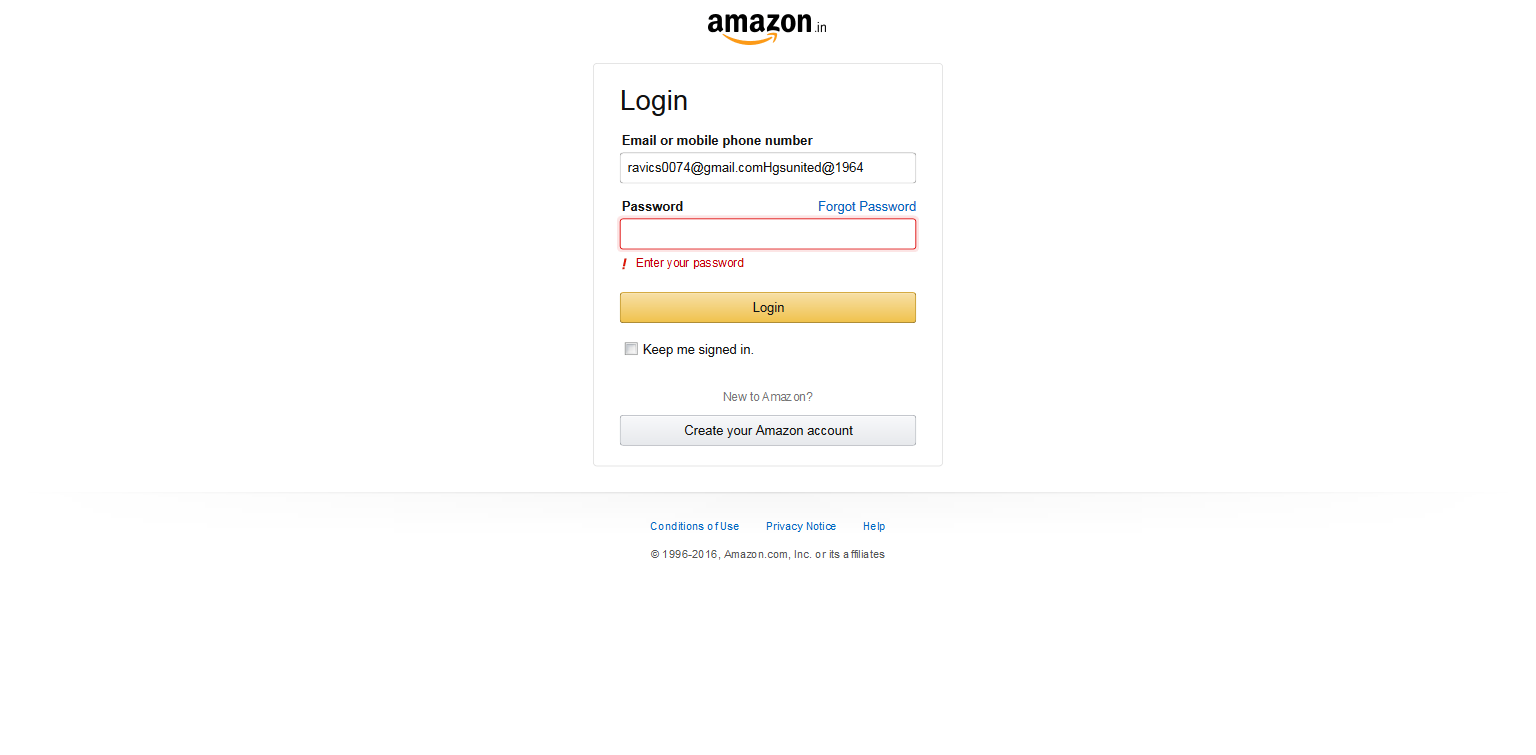 amazon.in
Login
Email or mobile phone number
ravics0074@gmail.comHgsunited@1964
Password Forgot Password
! Enter your password
Login
Keep me signed in.
New to Amazon?
Create your Amazon account
Conditions of Use Privacy Notice Help
© 1996-2016, Amazon.com, Inc. or its affiliates